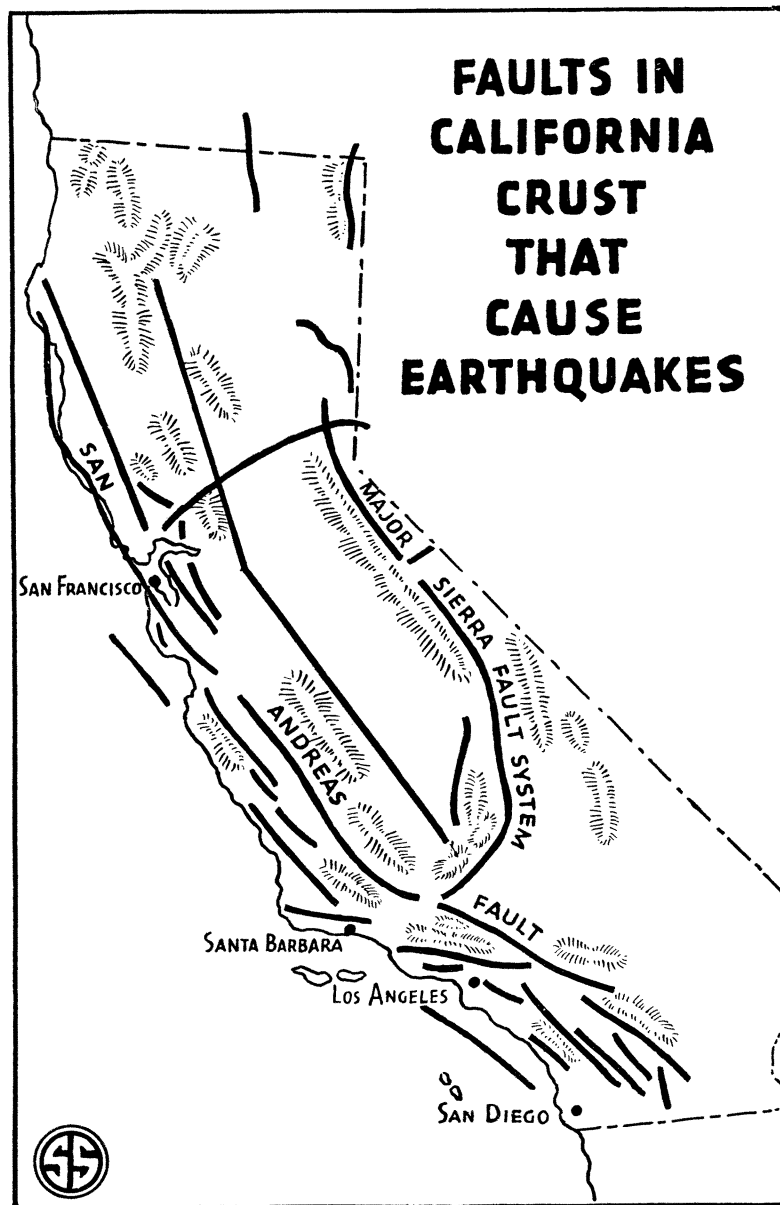 FAULTS IN
CALIFORNIA
CRUST
THAT
CAUSE
EARTHQUAKES
SAN
MAJOR
SIERRA FAULT SYSTEM
SAN FRANCISCO
ANDREAS
FAULT
SANTA BARBARA
LOS ANGELES
SAN DIEGO
SS